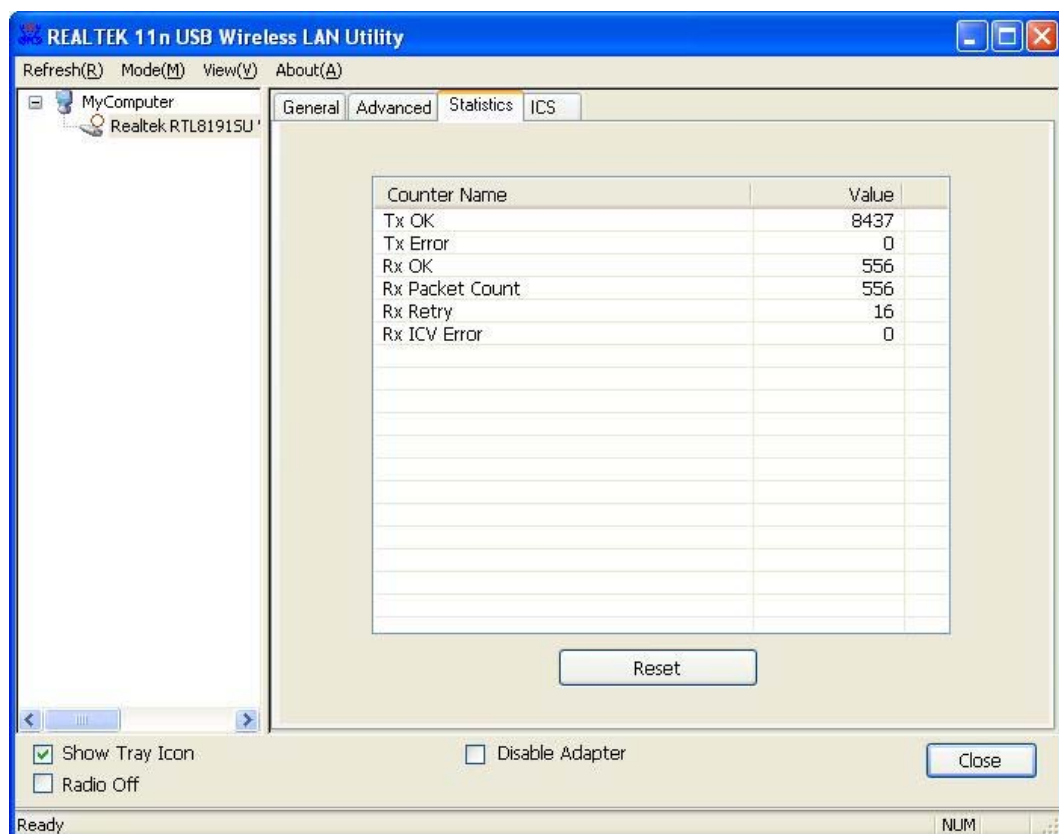 REALTEK 11n USB Wireless LAN Utility
Refresh(R) Mode(M) View(V) About(A)
MyComputer
Realtek RTL8191SU '
General Advanced Statistics ICS
Counter Name Value
Tx OK 8437
Tx Error 0
Rx OK 556
Rx Packet Count 556
Rx Retry 16
Rx ICV Error 0
Reset
Show Tray Icon
Disable Adapter
Close
Radio Off
Ready
NUM